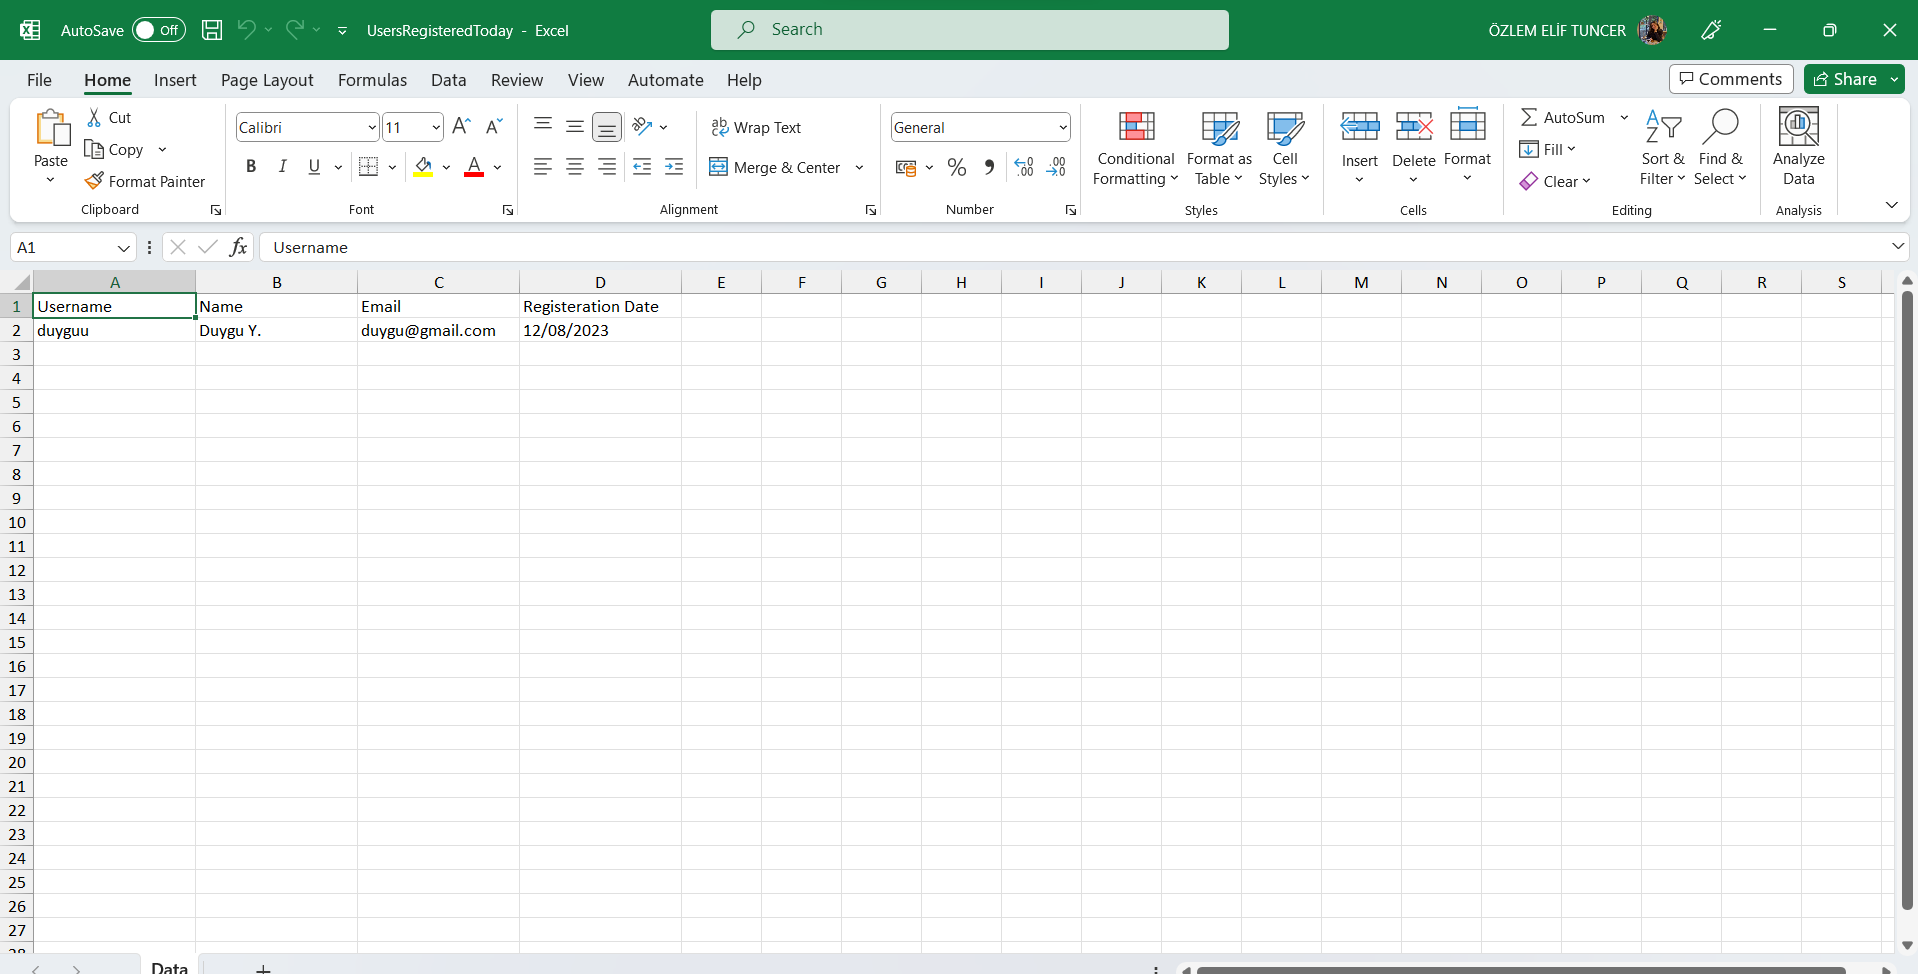 AutoSave Off UsersRegisteredToday - Excel Search ÖZLEM ELİF TUNCER
File Home Insert Page Layout Formulas Data Review View Automate Help Comments Share
Paste Cut Copy Format Painter Clipboard
Calibri 11 B I U A Font
Wrap Text Merge & Center Alignment
General % Number
Conditional Formatting Format as Table Cell Styles Styles
Insert Delete Format Cells
AutoSum Fill Clear Sort & Filter Find & Select Editing
Analyze Data Analysis
A1 fx Username
A B C D E F G H I J K L M N O P Q R S
1 Username Name Email Registeration Date
2 duyguu Duygu Y. duygu@gmail.com 12/08/2023
3
4
5
6
7
8
9
10
11
12
13
14
15
16
17
18
19
20
21
22
23
24
25
26
27
28
Data +